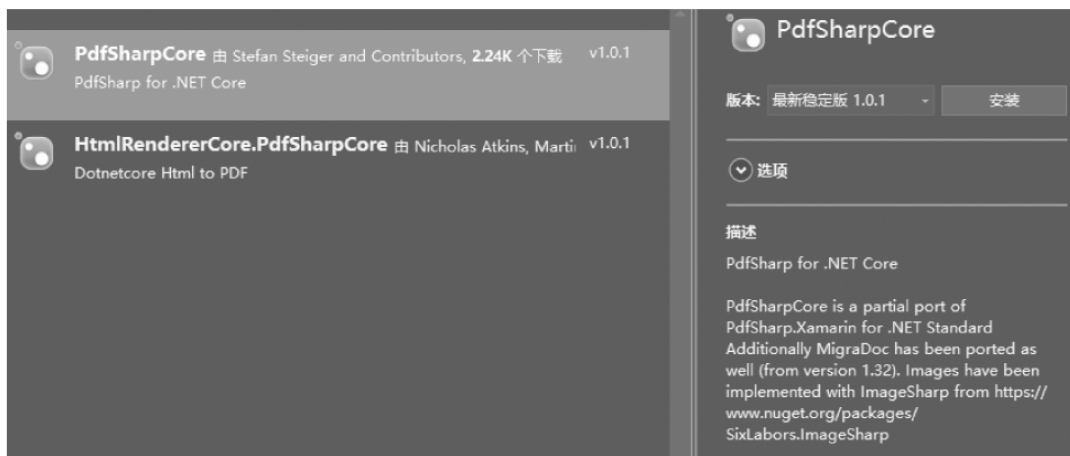 PdfSharpCore 由 Stefan Steiger and Contributors, 2.24K 个下载 v1.0.1
PdfSharp for .NET Core
HtmlRendererCore.PdfSharpCore 由 Nicholas Atkins, Marti v1.0.1
Dotnetcore Html to PDF
PdfSharpCore
版本: 最新稳定版 1.0.1 安装
选项
描述
PdfSharp for .NET Core
PdfSharpCore is a partial port of
PdfSharp.Xamarin for .NET Standard
Additionally MigraDoc has been ported as
well (from version 1.32). Images have been
implemented with ImageSharp from https://
www.nuget.org/packages/
SixLabors.ImageSharp